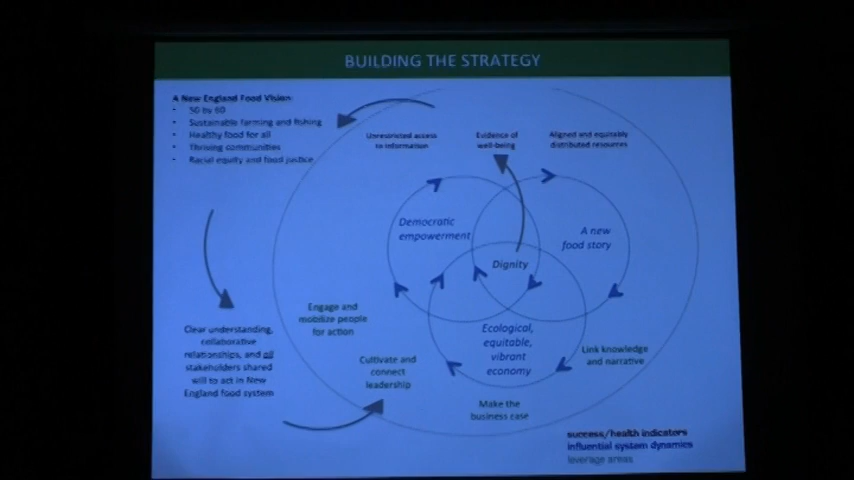 BUILDING THE STRATEGY
A New England Food Vision
• 50 by 60
• Sustainable farming and fishing
• Healthy food for all
• Thriving communities
• Racial equity and food justice
Unrestricted access
to information
Evidence of
well-being
Aligned and equitably
distributed resources
Democratic
empowerment
A new
food story
Dignity
Ecological,
equitable,
vibrant
economy
Engage and
mobilize people
for action
Clear understanding,
collaborative
relationships, and all
stakeholders shared
will to act in New
England food system
Cultivate and
connect
leadership
Link knowledge
and narrative
Make the
business case
success/health indicators
influential system dynamics
leverage areas